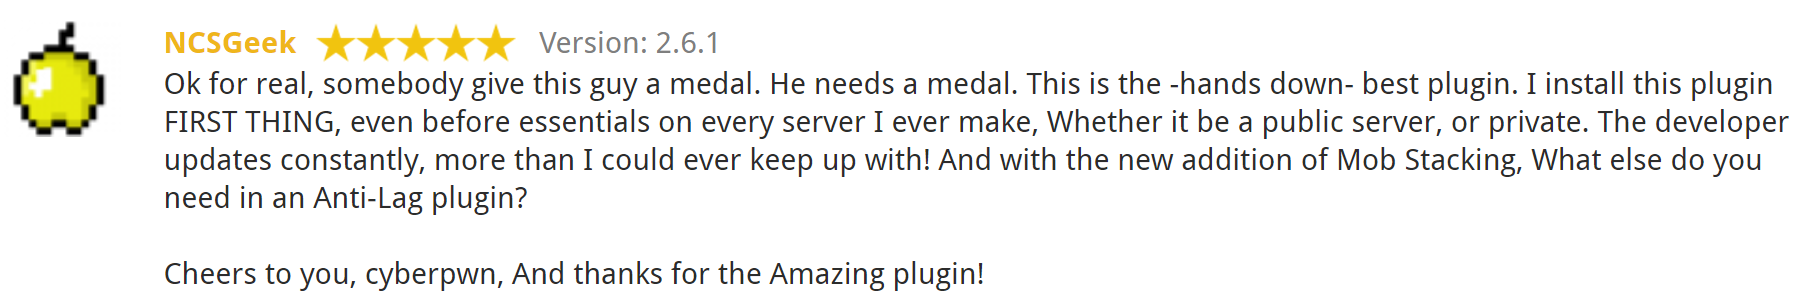 NCSGeek ★★★★★ Version: 2.6.1
Ok for real, somebody give this guy a medal. He needs a medal. This is the -hands down- best plugin. I install this plugin
FIRST THING, even before essentials on every server I ever make, Whether it be a public server, or private. The developer
updates constantly, more than I could ever keep up with! And with the new addition of Mob Stacking, What else do you
need in an Anti-Lag plugin?
Cheers to you, cyberpwn, And thanks for the Amazing plugin!